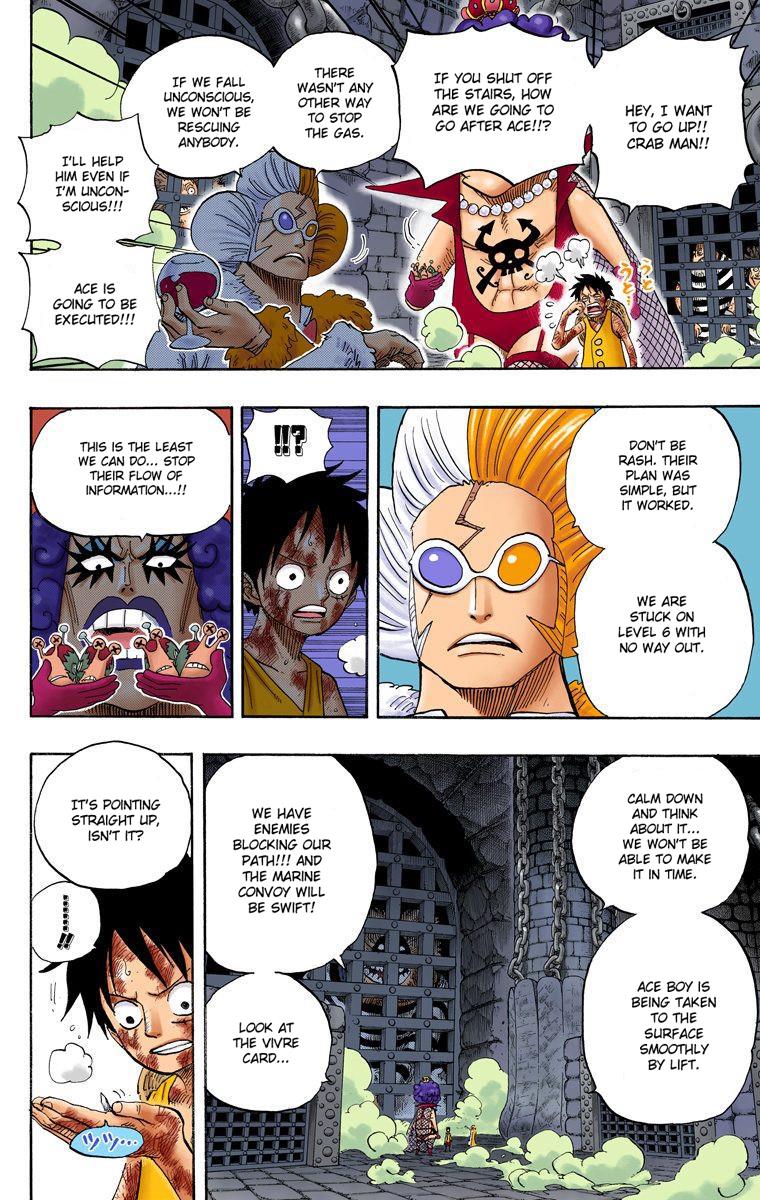 HEY, I WANT
TO GO UP!!
CRAB MAN!!
IF YOU SHUT OFF
THE STAIRS, HOW
ARE WE GOING TO
GO AFTER ACE!!?
うと
うと…
THERE
WASN'T ANY
OTHER WAY
TO STOP
THE GAS.
IF WE FALL
UNCONSCIOUS,
WE WON'T BE
RESCUING
ANYBODY.
I'LL HELP
HIM EVEN IF
I'M UNCON-
SCIOUS!!!
ACE IS
GOING TO BE
EXECUTED!!!
DON'T BE
RASH. THEIR
PLAN WAS
SIMPLE, BUT
IT WORKED.
WE ARE
STUCK ON
LEVEL 6 WITH
NO WAY OUT.
!!?
THIS IS THE LEAST
WE CAN DO... STOP
THEIR FLOW OF
INFORMATION...!!
CALM DOWN
AND THINK
ABOUT IT...
WE WON'T BE
ABLE TO MAKE
IT IN TIME.
ACE BOY IS
BEING TAKEN
TO THE
SURFACE
SMOOTHLY
BY LIFT.
WE HAVE
ENEMIES
BLOCKING OUR
PATH!!! AND
THE MARINE
CONVOY WILL
BE SWIFT!
LOOK AT
THE VIVRE
CARD...
IT'S POINTING
STRAIGHT UP,
ISN'T IT?
......!!
ツツ…